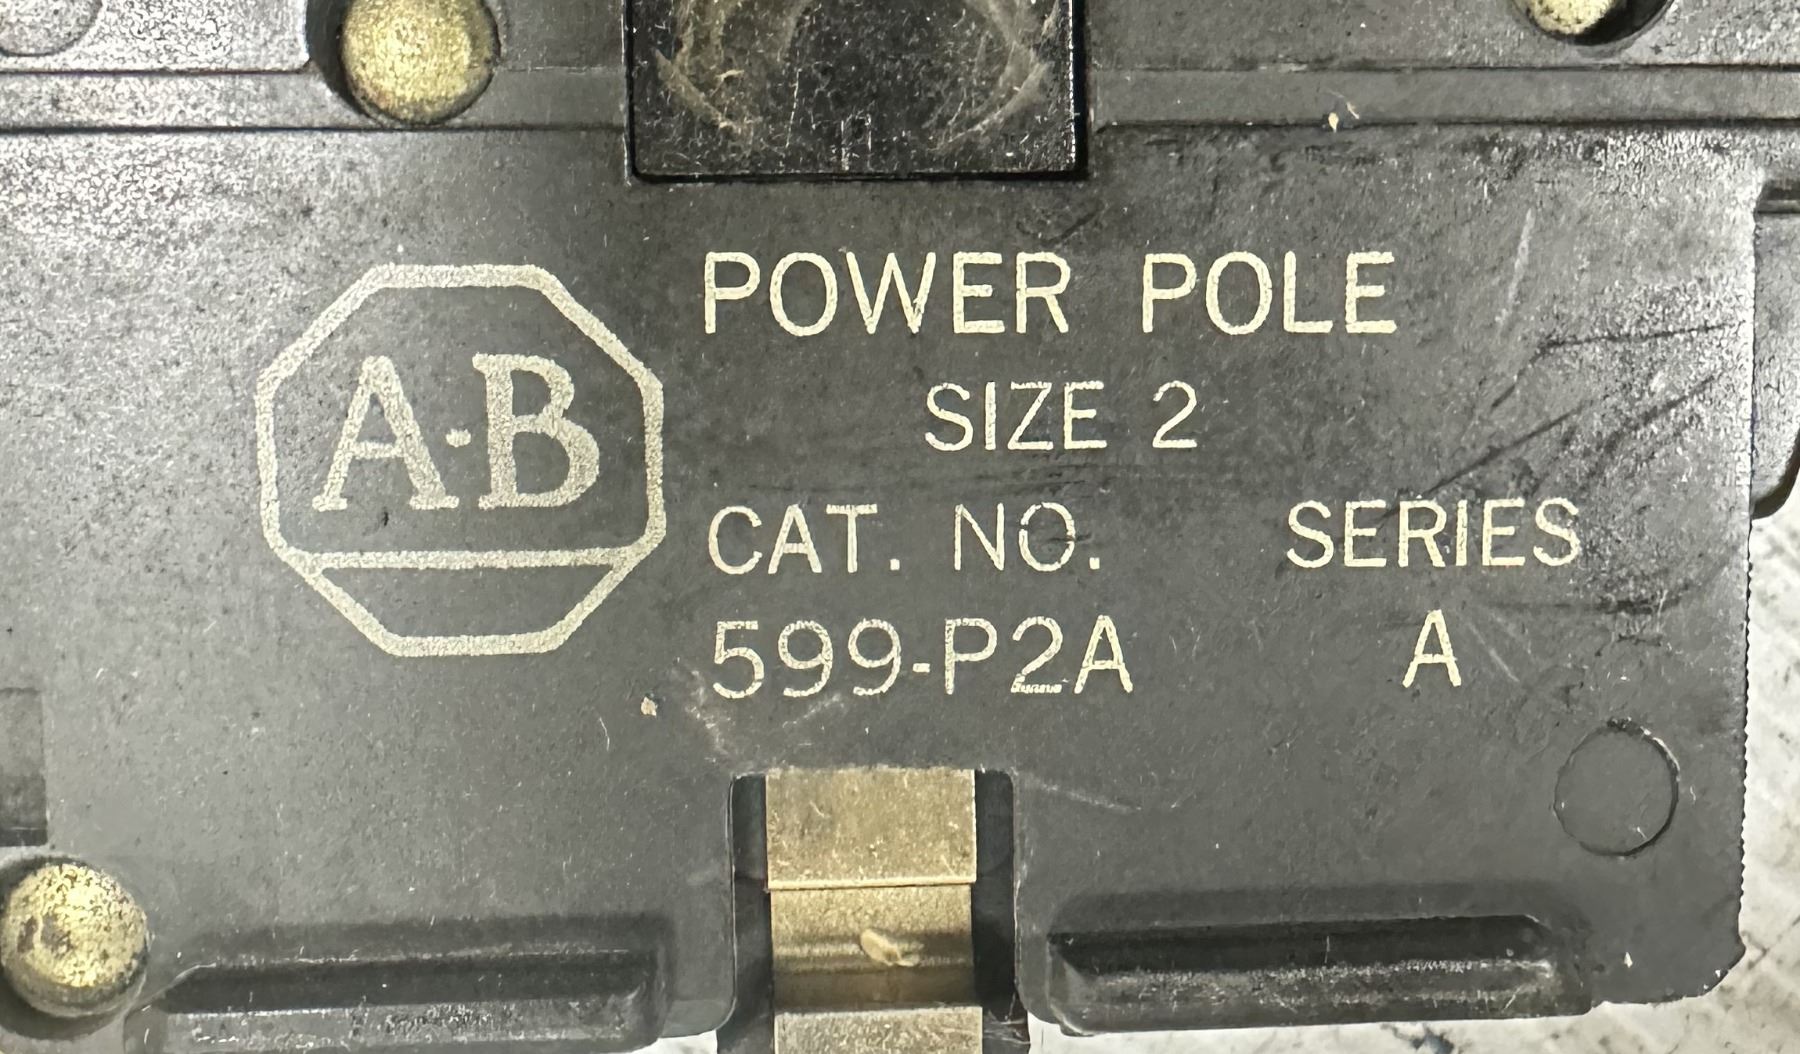 A·B
POWER POLE
SIZE 2
CAT. NO. SERIES
599-P2A A